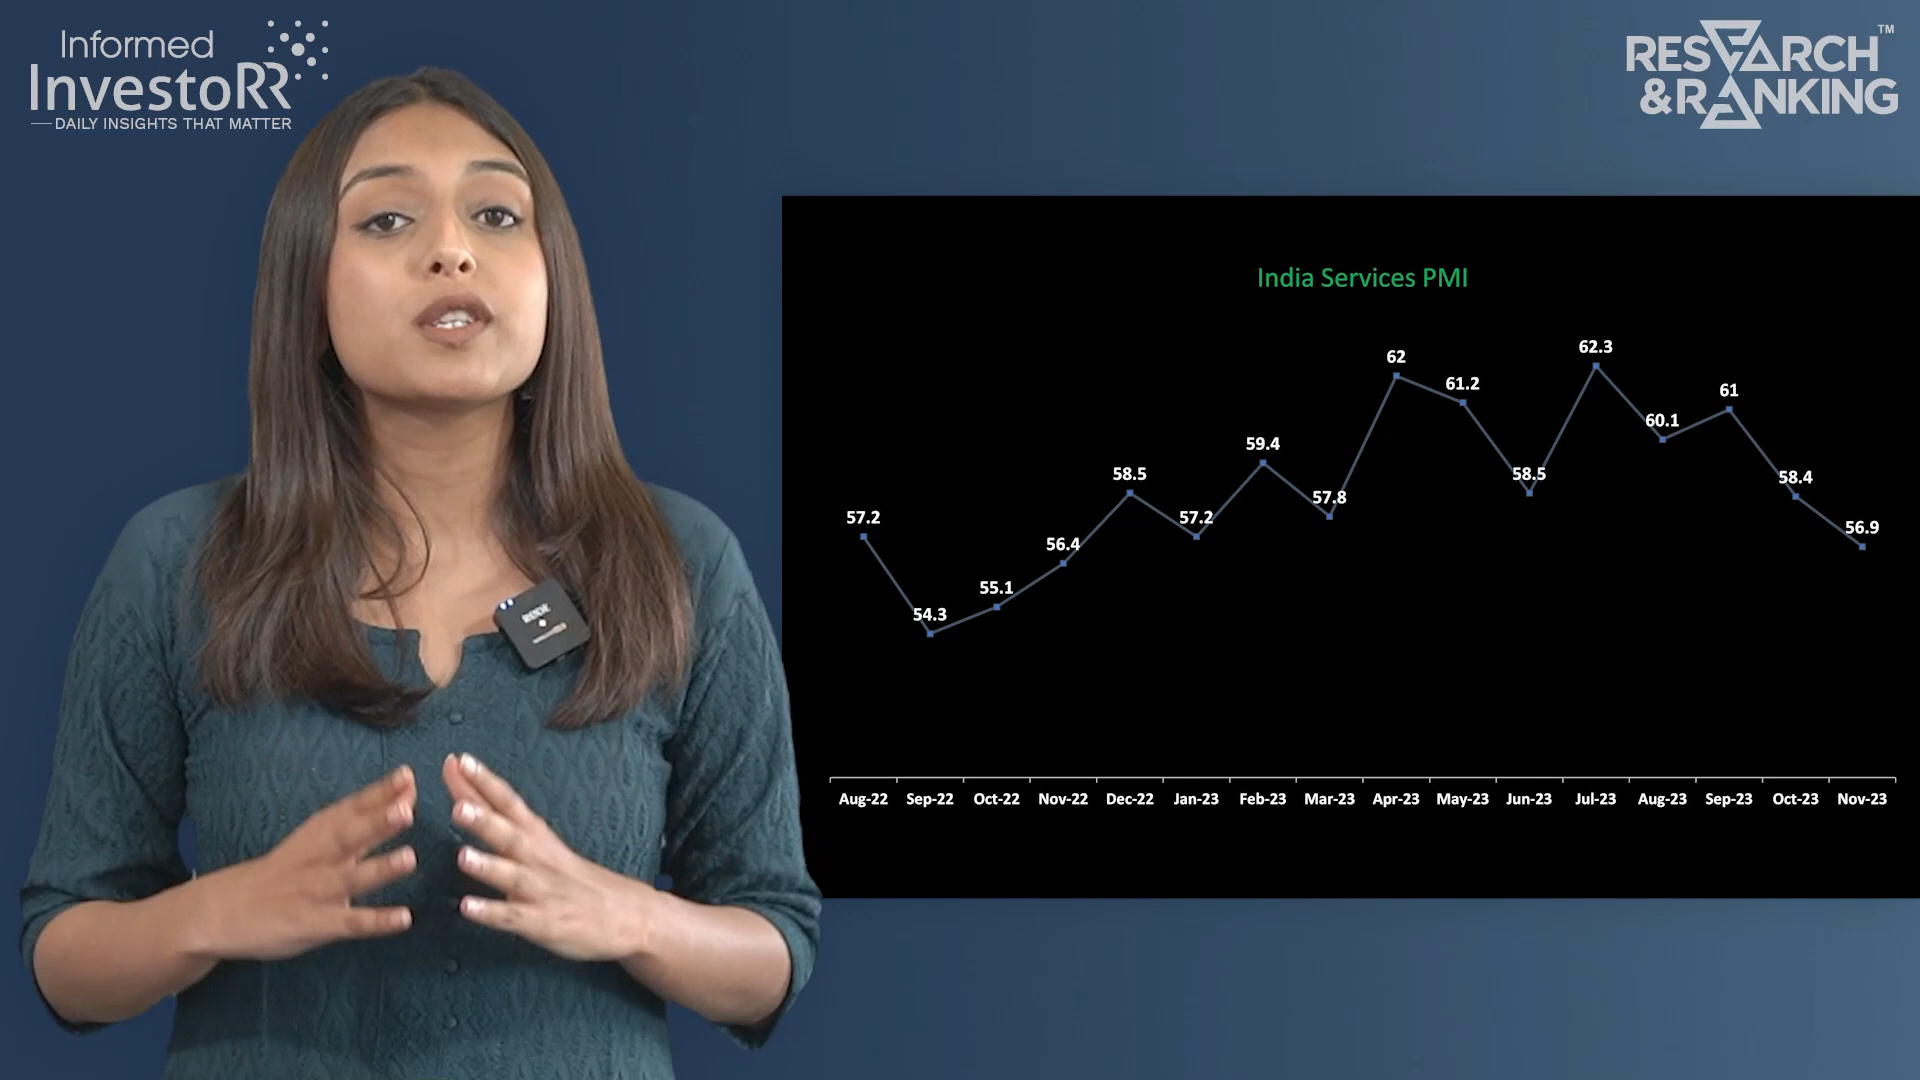 Informed
InvestoRR
DAILY INSIGHTS THAT MATTER
RESEARCH™
&RANKING
India Services PMI
57.2
54.3
55.1
56.4
58.5
57.2
59.4
57.8
62
61.2
58.5
62.3
60.1
61
58.4
56.9
Aug-22 Sep-22 Oct-22 Nov-22 Dec-22 Jan-23 Feb-23 Mar-23 Apr-23 May-23 Jun-23 Jul-23 Aug-23 Sep-23 Oct-23 Nov-23